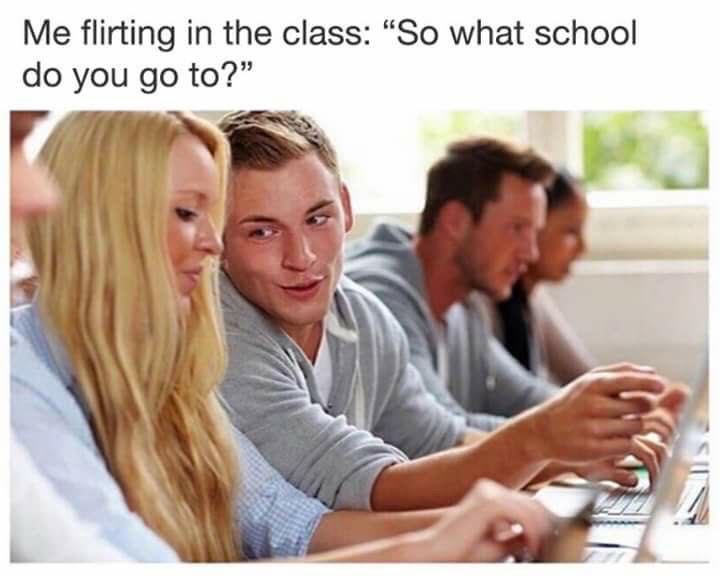 Me flirting in the class: “So what school
do you go to?”